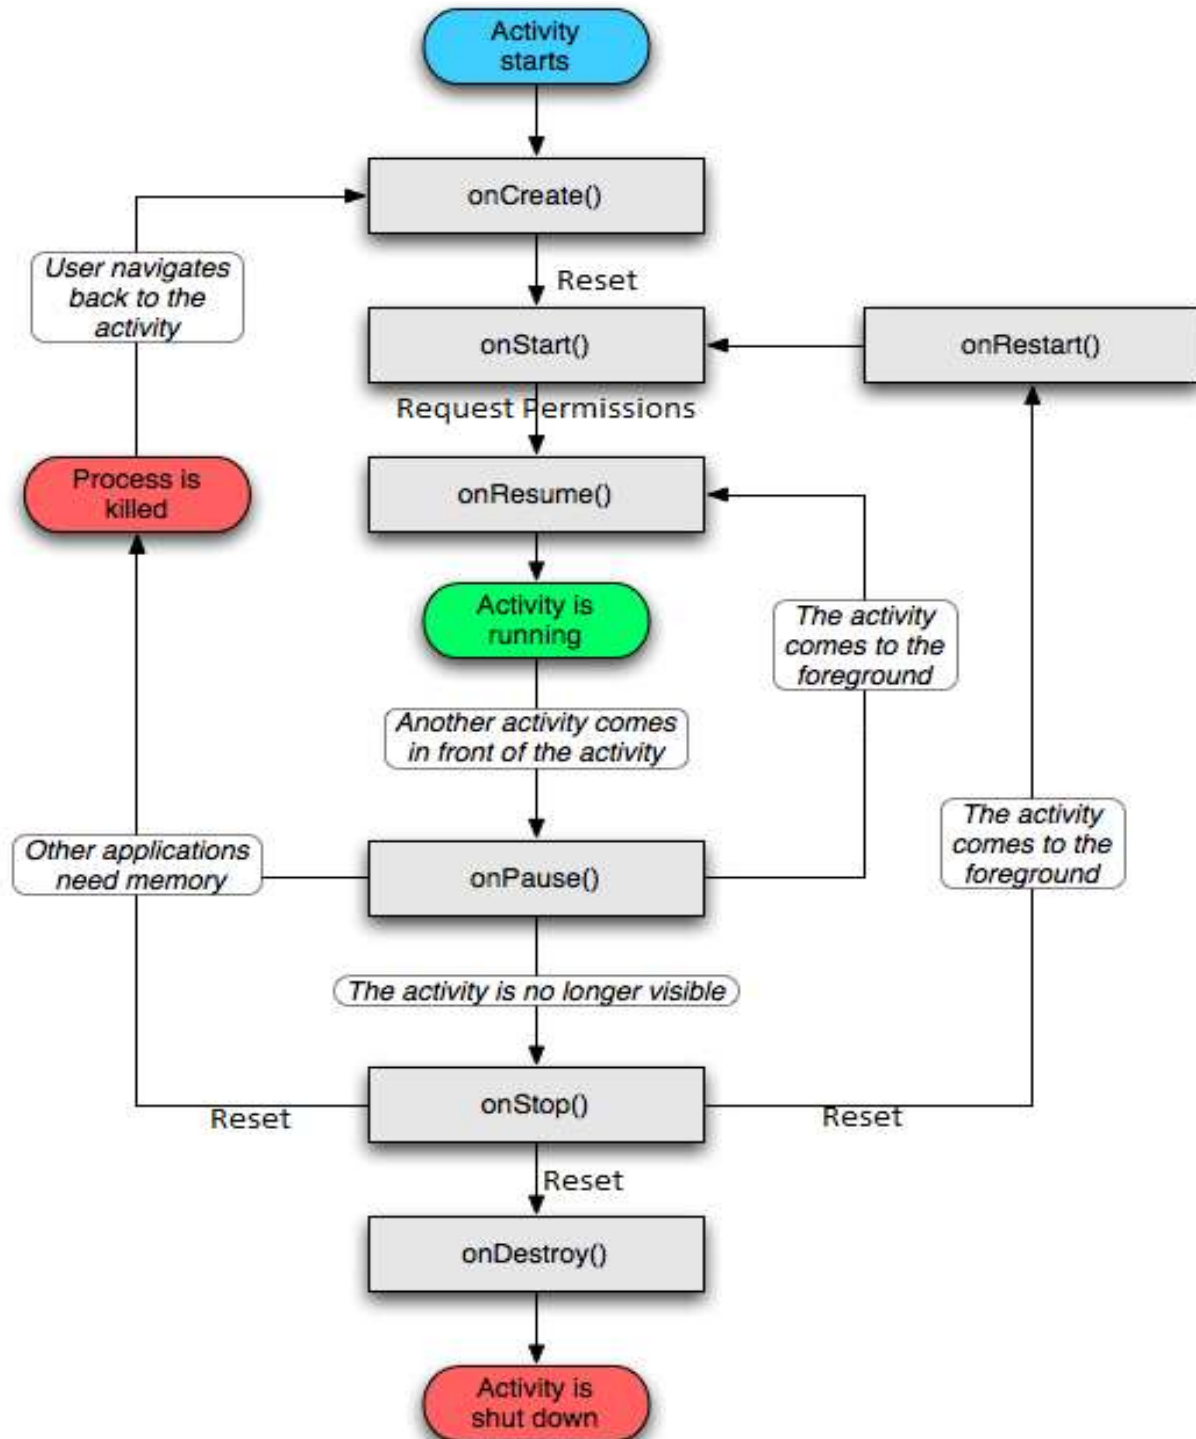 Activity
starts
onCreate()
User navigates
back to the
activity
Reset
onStart()
onRestart()
Request Permissions
Process is
killed
onResume()
Activity is
running
The activity
comes to the
foreground
Another activity comes
in front of the activity
The activity
comes to the
foreground
Other applications
need memory
onPause()
The activity is no longer visible
onStop()
Reset
Reset
Reset
onDestroy()
Activity is
shut down